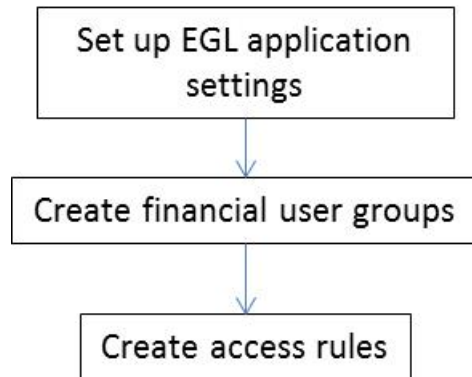 Set up EGL application
settings
Create financial user groups
Create access rules